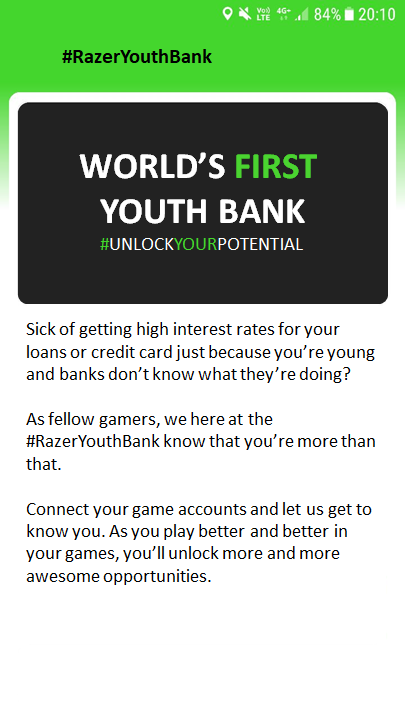 Vo)) LTE 4G+ 84% 20:10
#RazerYouthBank
WORLD'S FIRST
YOUTH BANK
#UNLOCKYOURPOTENTIAL
Sick of getting high interest rates for your
loans or credit card just because you're young
and banks don't know what they're doing?
As fellow gamers, we here at the
#RazerYouthBank know that you're more than
that.
Connect your game accounts and let us get to
know you. As you play better and better in
your games, you'll unlock more and more
awesome opportunities.